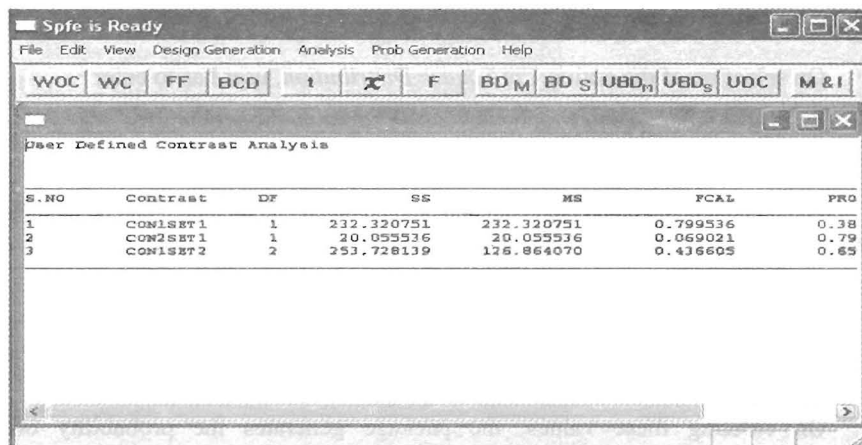 Spfe is Ready
File Edit View Design Generation Analysis Prob Generation Help
WOC WC FF BCD t x² F BD M BD S UBDm UBDs UDC M & I
User Defined Contrast Analysis
S.NO Contrast DF SS MS FCAL PRO
1 CON1SET1 1 232.320751 232.320751 0.799536 0.38
2 CON2SET1 1 20.055536 20.055536 0.069021 0.79
3 CON1SET2 2 253.728139 126.864070 0.436605 0.65